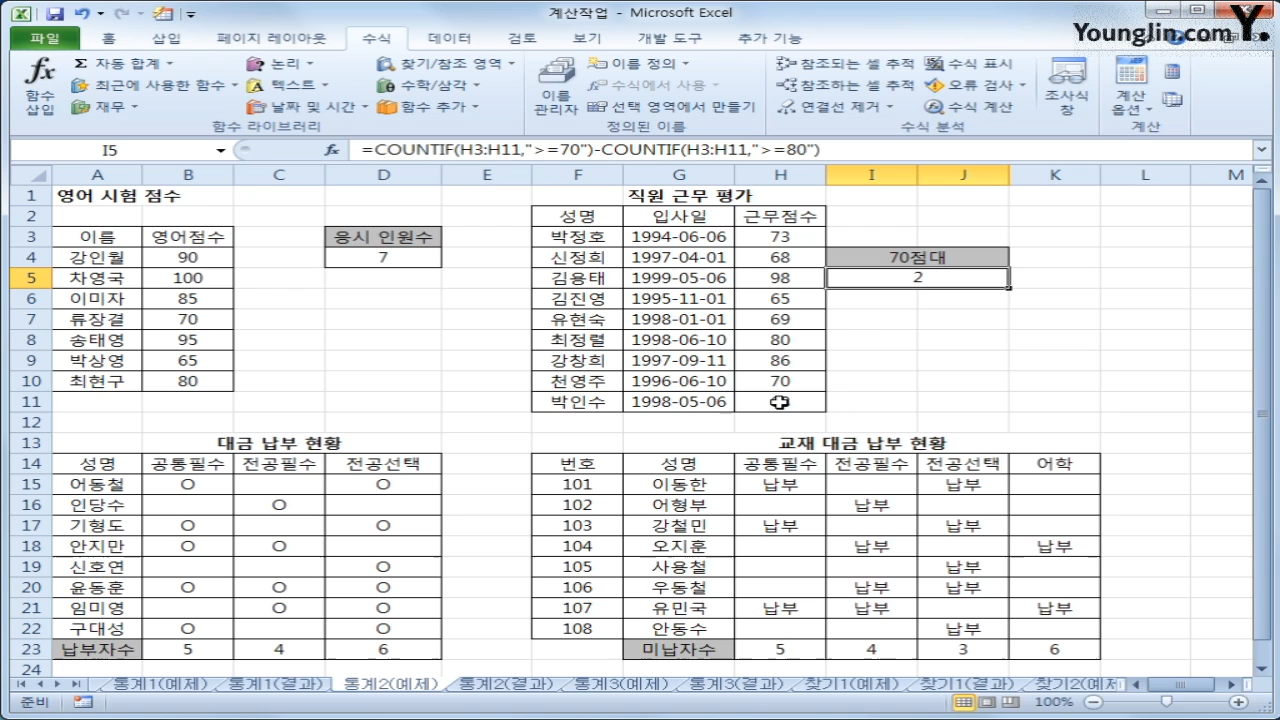 계산작업 - Microsoft Excel
Younglin.com Y.
파일 홈 삽입 페이지 레이아웃 수식 데이터 검토 보기 개발 도구 추가 기능
fx 함수 삽입
Σ 자동 합계
최근에 사용한 함수
재무
논리
텍스트
날짜 및 시간
찾기/참조 영역
수학/삼각
함수 추가
함수 라이브러리
이름 관리자
이름 정의
수식에서 사용
선택 영역에서 만들기
정의된 이름
참조되는 셀 추적
참조하는 셀 추적
연결선 제거
수식 표시
오류 검사
수식 계산
수식 분석
조사식 창
계산 옵션
계산
I5 fx =COUNTIF(H3:H11,">=70")-COUNTIF(H3:H11,">=80")
A B C D E F G H I J K L M
1 영어 시험 점수 직원 근무 평가
2 성명 입사일 근무점수
3 이름 영어점수 응시 인원수 박정호 1994-06-06 73
4 강인월 90 7 신정희 1997-04-01 68 70점대
5 차영국 100 김용태 1999-05-06 98 2
6 이미자 85 김진영 1995-11-01 65
7 류장결 70 유현숙 1998-01-01 69
8 송태영 95 최정렬 1998-06-10 80
9 박상영 65 강창희 1997-09-11 86
10 최현구 80 천영주 1996-06-10 70
11 박인수 1998-05-06
12
13 대금 납부 현황 교재 대금 납부 현황
14 성명 공통필수 전공필수 전공선택 번호 성명 공통필수 전공필수 전공선택 어학
15 어동철 O O 101 이동한 납부 납부
16 인당수 O 102 어형부 납부
17 기형도 O O 103 강철민 납부 납부
18 안지만 O O 104 오지훈 납부 납부
19 신호연 O 105 사용철 납부
20 윤동훈 O O O 106 우동철 납부 납부
21 임미영 O O 107 유민국 납부 납부 납부
22 구대성 O O 108 안동수 납부
23 납부자수 5 4 6 미납자수 5 4 3 6
24
통계1(예제) 통계1(결과) 통계2(예제) 통계2(결과) 통계3(예제) 통계3(결과) 찾기1(예제) 찾기1(결과) 찾기2(예제
준비 100%